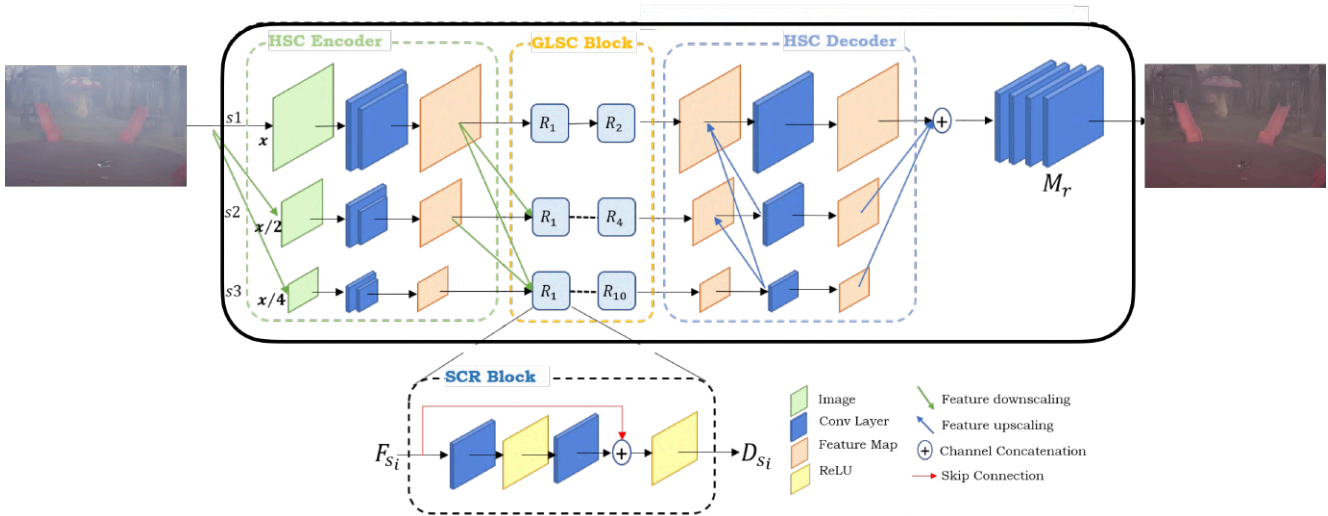 HSC Encoder
GLSC Block
HSC Decoder
s1
x
R1
R2
+
Mr
s2
x/2
R1
R4
s3
x/4
R1
R10
SCR Block
Fsi
+
Dsi
Image
Conv Layer
Feature Map
ReLU
Feature downscaling
Feature upscaling
+ Channel Concatenation
Skip Connection